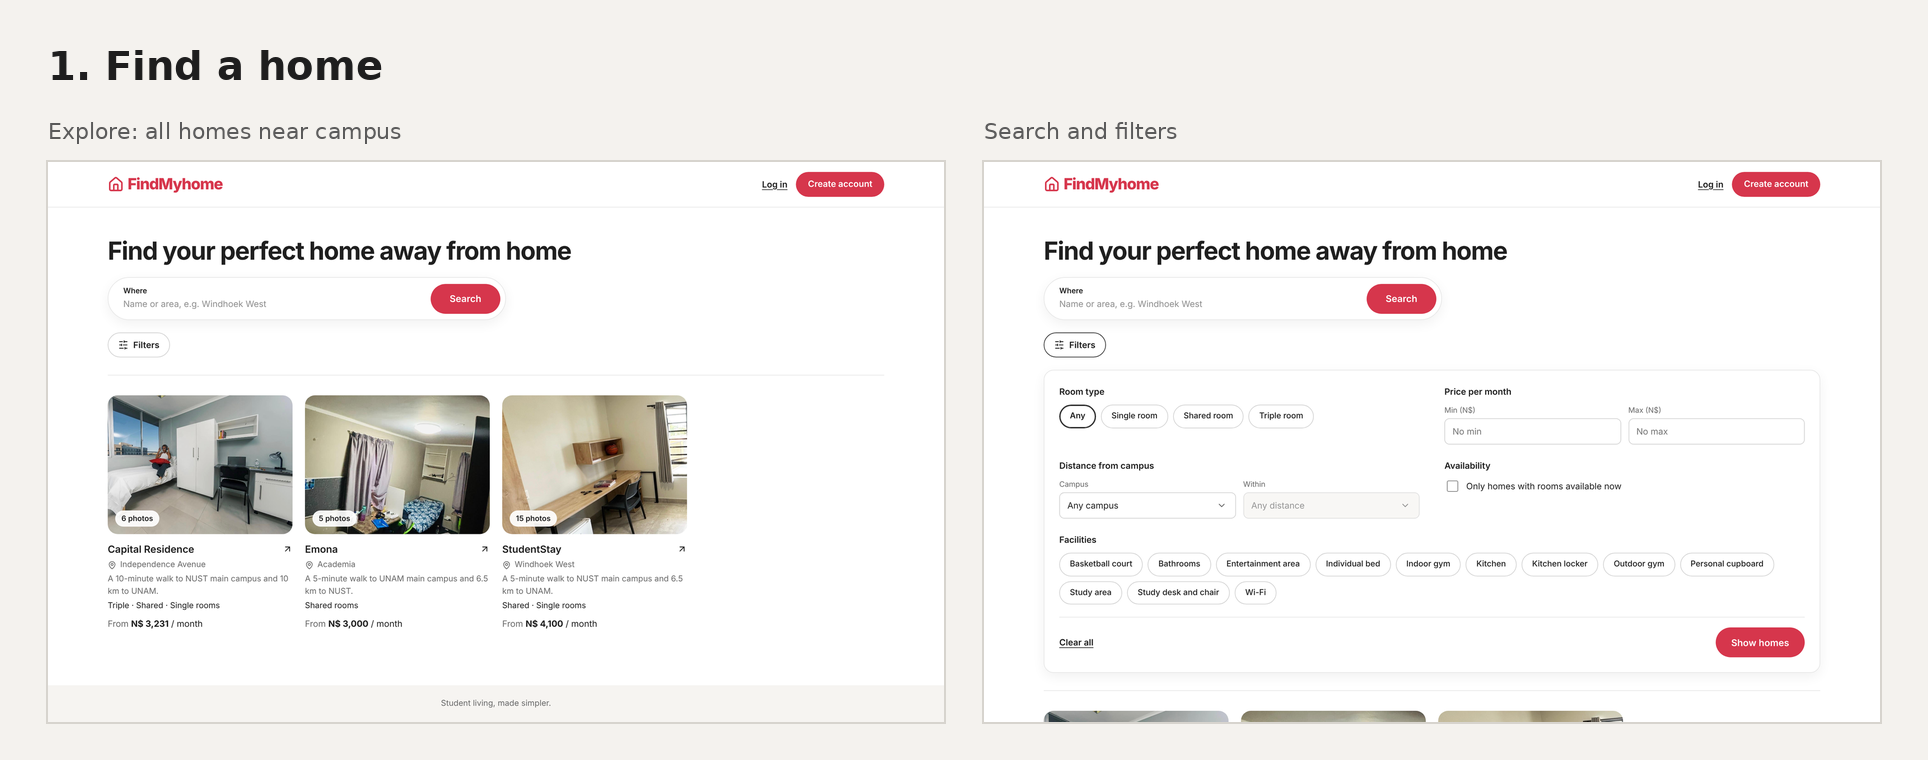 1. Find a home
Explore: all homes near campus
FindMyhome
Log in
Create account
Find your perfect home away from home
Where
Name or area, e.g. Windhoek West
Search
Filters
6 photos
Capital Residence
Independence Avenue
A 10-minute walk to NUST main campus and 10
km to UNAM.
Triple · Shared · Single rooms
From N$ 3,231 / month
5 photos
Emona
Academia
A 5-minute walk to UNAM main campus and 6.5
km to NUST.
Shared rooms
From N$ 3,000 / month
15 photos
StudentStay
Windhoek West
A 5-minute walk to NUST main campus and 6.5
km to UNAM.
Shared · Single rooms
From N$ 4,100 / month
Student living, made simpler.
Search and filters
FindMyhome
Log in
Create account
Find your perfect home away from home
Where
Name or area, e.g. Windhoek West
Search
Filters
Room type
Any
Single room
Shared room
Triple room
Price per month
Min (N$)
No min
Max (N$)
No max
Distance from campus
Campus
Any campus
Within
Any distance
Availability
Only homes with rooms available now
Facilities
Basketball court
Bathrooms
Entertainment area
Individual bed
Indoor gym
Kitchen
Kitchen locker
Outdoor gym
Personal cupboard
Study area
Study desk and chair
Wi-Fi
Clear all
Show homes